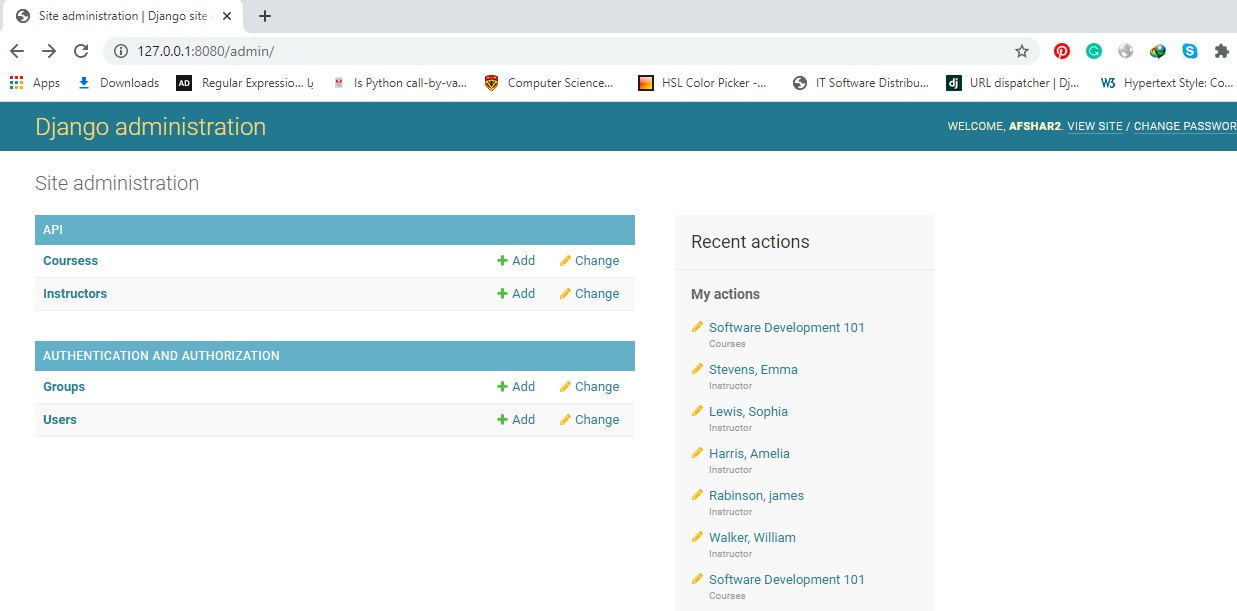 Site administration | Django site a
127.0.0.1:8080/admin/
Apps Downloads AD Regular Expressio... Is Python call-by-va... Computer Science... HSL Color Picker -... IT Software Distribu... dj URL dispatcher | Dj... W3 Hypertext Style: Co...
Django administration
WELCOME, AFSHAR2. VIEW SITE / CHANGE PASSWOR
Site administration
API
Coursess Add Change
Instructors Add Change
AUTHENTICATION AND AUTHORIZATION
Groups Add Change
Users Add Change
Recent actions
My actions
Software Development 101
Courses
Stevens, Emma
Instructor
Lewis, Sophia
Instructor
Harris, Amelia
Instructor
Rabinson, james
Instructor
Walker, William
Instructor
Software Development 101
Courses